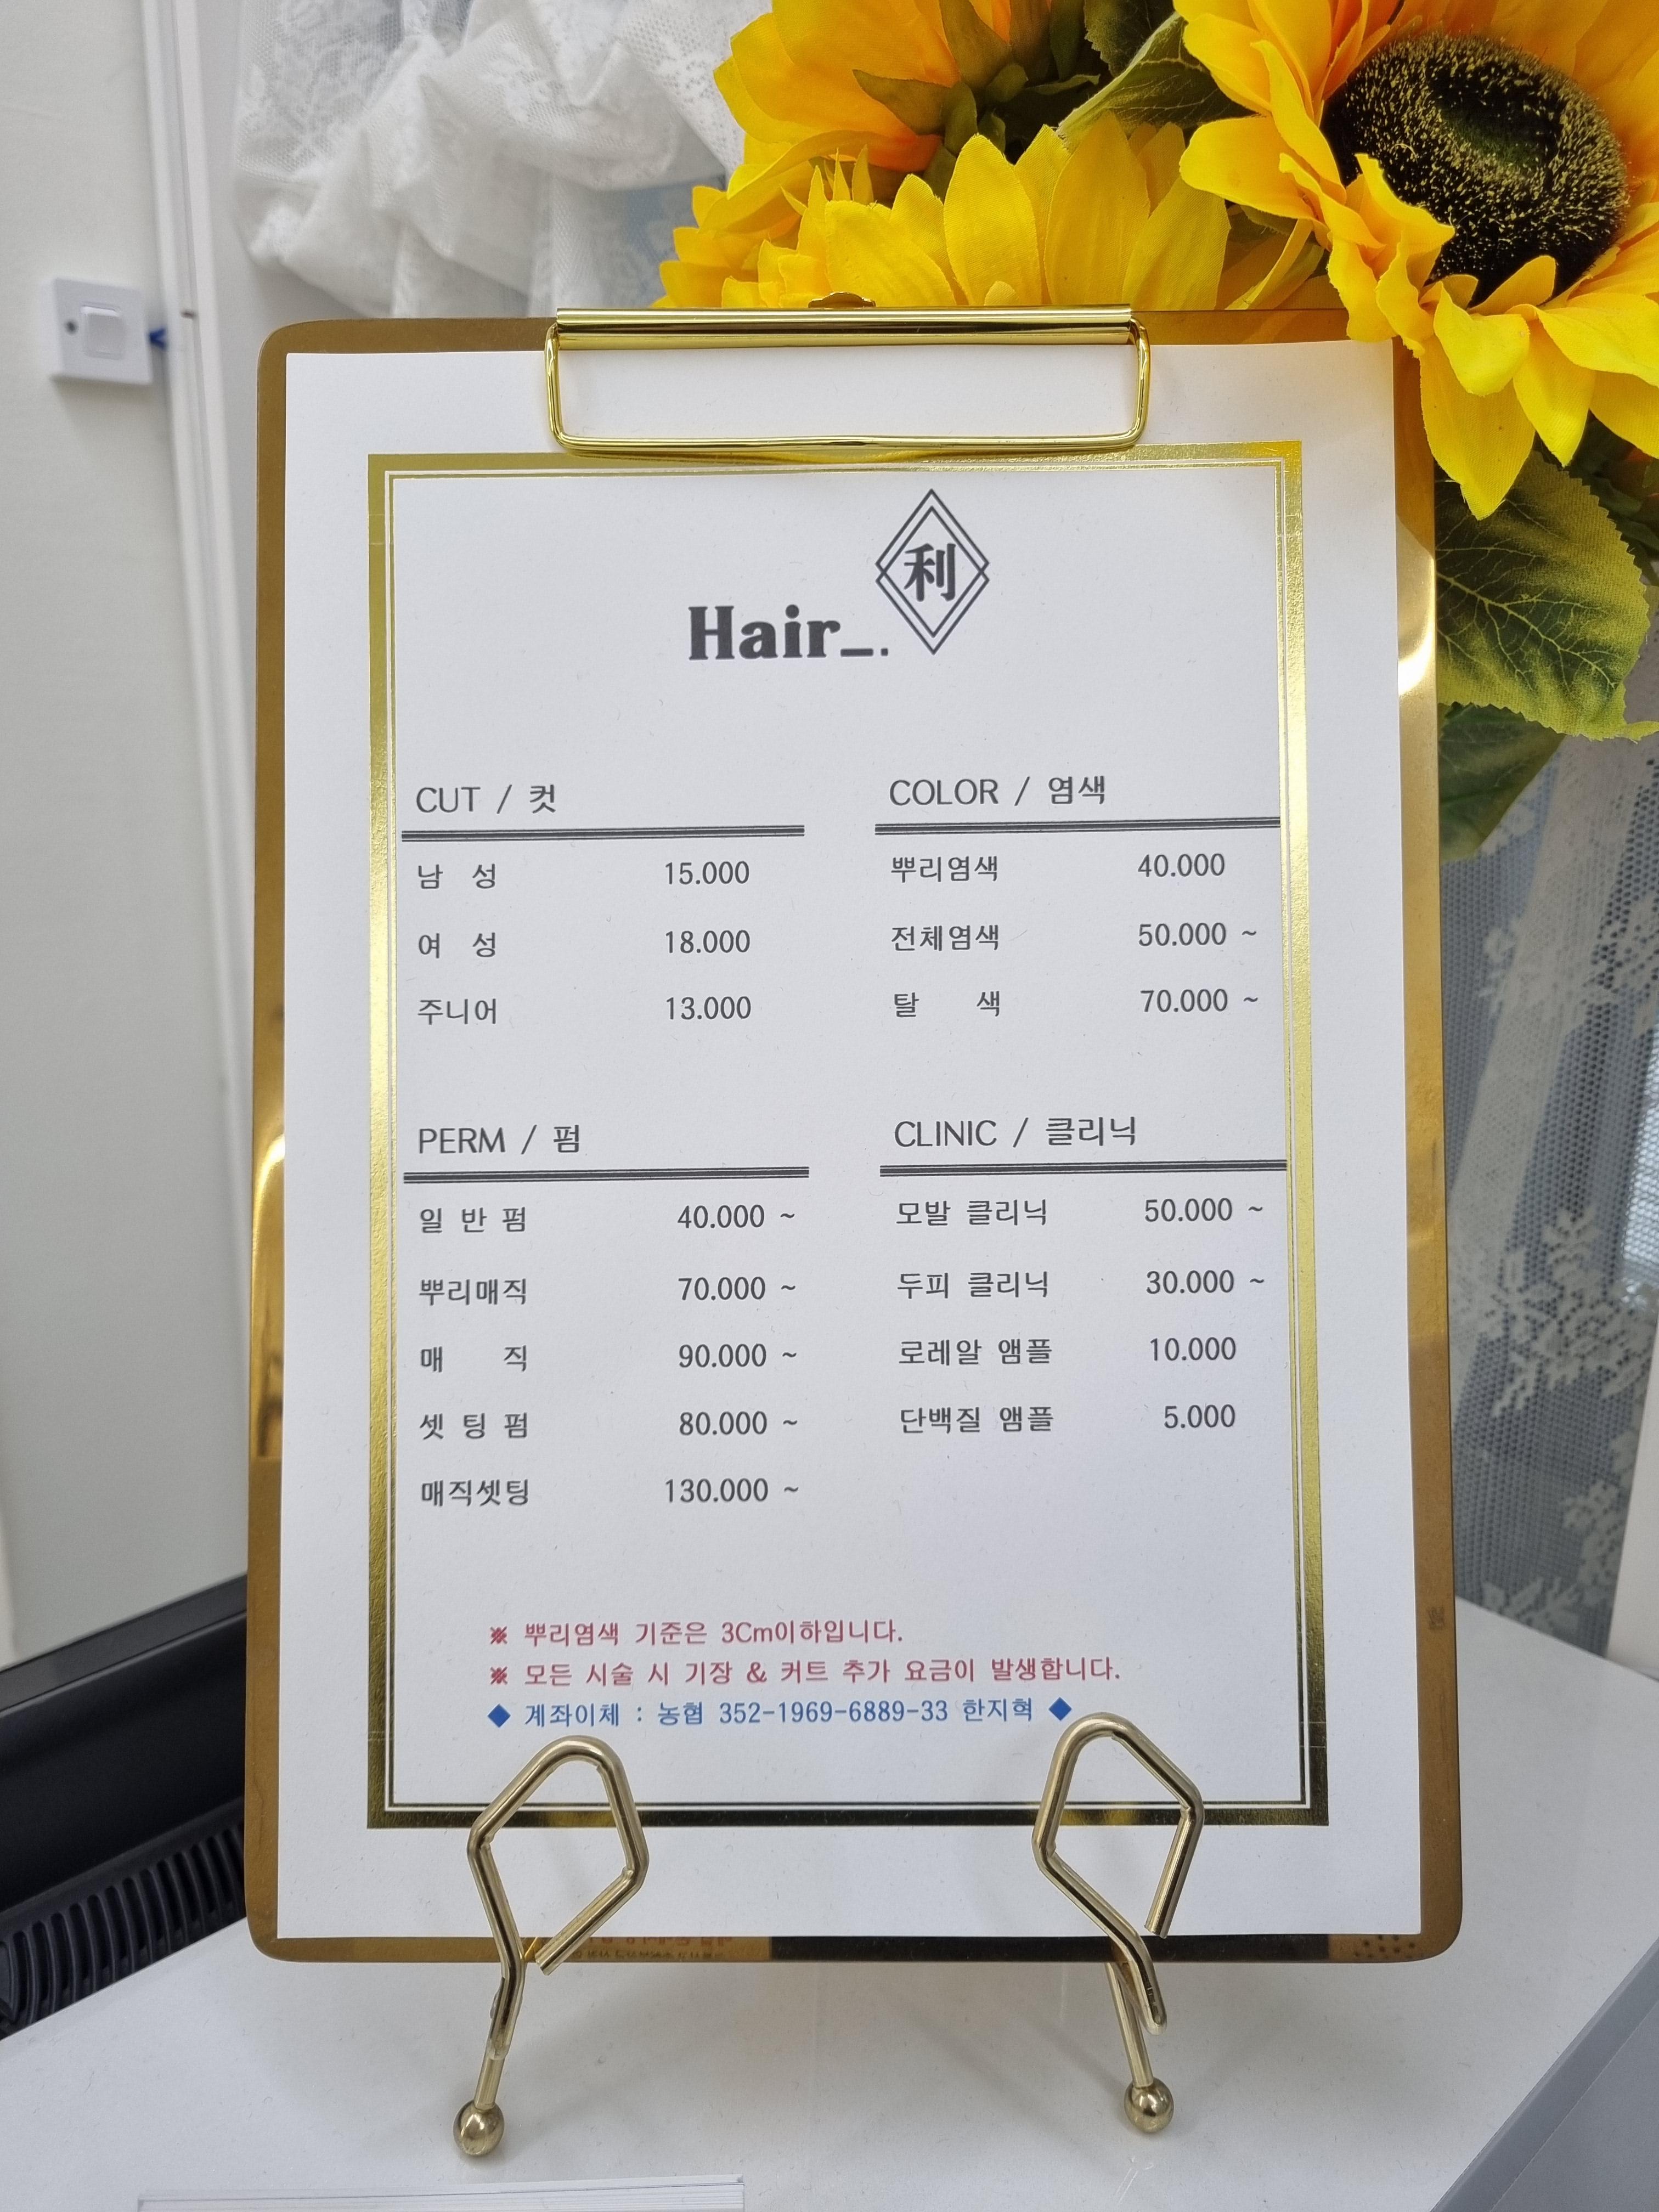 利
Hair_.
CUT / 컷
남 성 15.000
여 성 18.000
주니어 13.000
COLOR / 염색
뿌리염색 40.000
전체염색 50.000 ~
탈 색 70.000 ~
PERM / 펌
일 반 펌 40.000 ~
뿌리매직 70.000 ~
매 직 90.000 ~
셋 팅 펌 80.000 ~
매직셋팅 130.000 ~
CLINIC / 클리닉
모발 클리닉 50.000 ~
두피 클리닉 30.000 ~
로레알 앰플 10.000
단백질 앰플 5.000
※ 뿌리염색 기준은 3Cm이하입니다.
※ 모든 시술 시 기장 & 커트 추가 요금이 발생합니다.
◆ 계좌이체 : 농협 352-1969-6889-33 한지혁 ◆